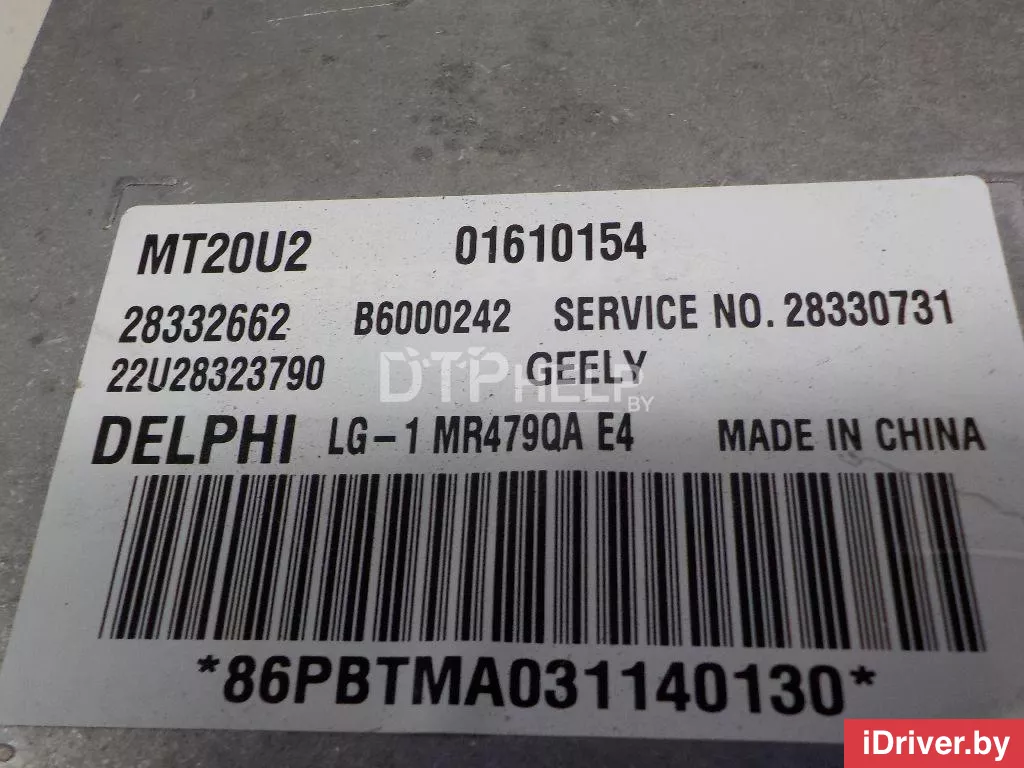 MT20U2 01610154
28332662 B6000242 SERVICE NO. 28330731
22U28323790 GEELY
DTPHELP.BY
DELPHI LG-1 MR479QA E4 MADE IN CHINA
*86PBTMA031140130*
iDriver.by